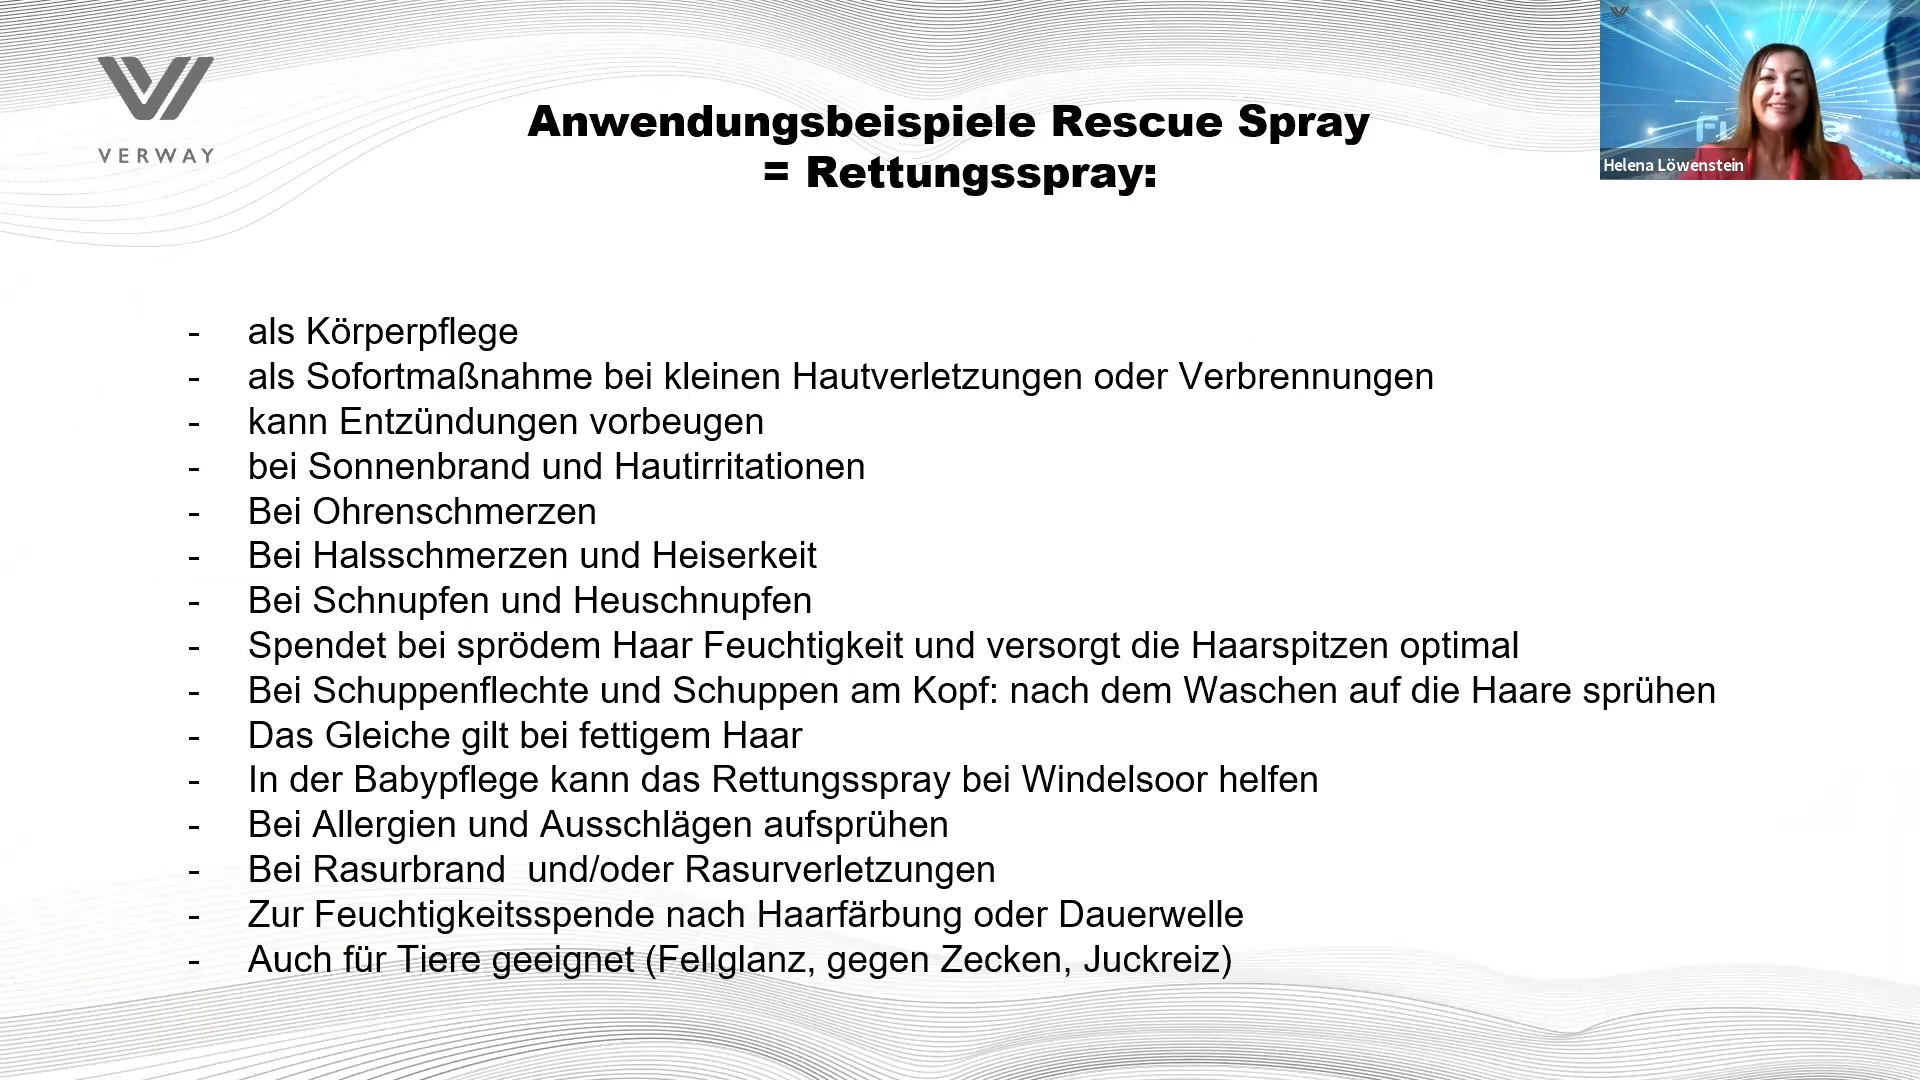 VERWAY
Anwendungsbeispiele Rescue Spray
= Rettungsspray:
Helena Löwenstein
- als Körperpflege
- als Sofortmaßnahme bei kleinen Hautverletzungen oder Verbrennungen
- kann Entzündungen vorbeugen
- bei Sonnenbrand und Hautirritationen
- Bei Ohrenschmerzen
- Bei Halsschmerzen und Heiserkeit
- Bei Schnupfen und Heuschnupfen
- Spendet bei sprödem Haar Feuchtigkeit und versorgt die Haarspitzen optimal
- Bei Schuppenflechte und Schuppen am Kopf: nach dem Waschen auf die Haare sprühen
- Das Gleiche gilt bei fettigem Haar
- In der Babypflege kann das Rettungsspray bei Windelsoor helfen
- Bei Allergien und Ausschlägen aufsprühen
- Bei Rasurbrand  und/oder Rasurverletzungen
- Zur Feuchtigkeitsspende nach Haarfärbung oder Dauerwelle
- Auch für Tiere geeignet (Fellglanz, gegen Zecken, Juckreiz)